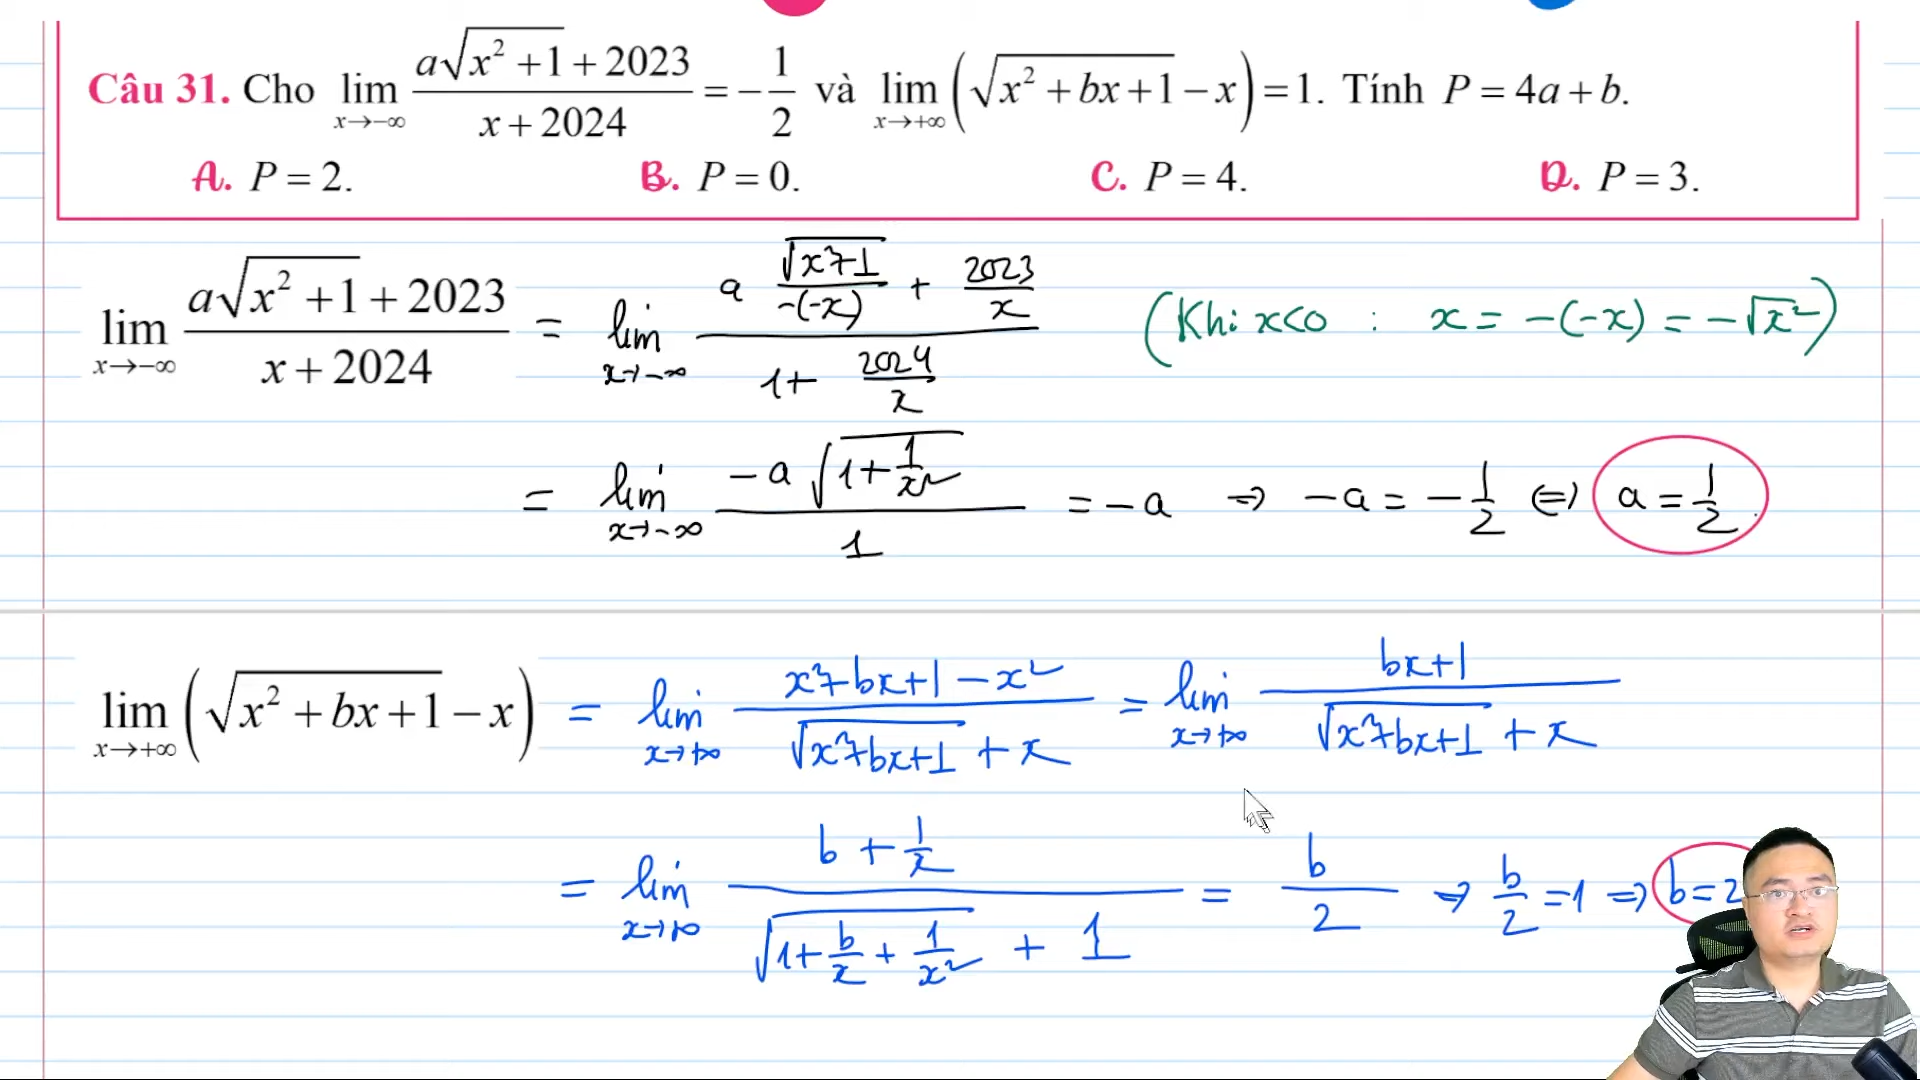 Câu 31. Cho lim_{x→-∞} (a√(x² + 1) + 2023)/(x + 2024) = -1/2 và lim_{x→+∞} (√(x² + bx + 1) - x) = 1. Tính P = 4a + b.
A. P = 2. B. P = 0. C. P = 4. D. P = 3.
lim_{x→-∞} (a√(x² + 1) + 2023)/(x + 2024) = lim_{x→-∞} (a √(x²+1)/(-(-x)) + 2023/x)/(1 + 2024/x) (Khi x<0 : x = -(-x) = -√x²)
= lim_{x→-∞} (-a√(1 + 1/x²))/1 = -a ⇒ -a = -1/2 ⇔ a = 1/2.
lim_{x→+∞} (√(x² + bx + 1) - x) = lim_{x→+∞} (x²+bx+1-x²)/(√(x²+bx+1) + x) = lim_{x→+∞} (bx+1)/(√(x²+bx+1) + x)
= lim_{x→+∞} (b + 1/x)/(√(1 + b/x + 1/x²) + 1) = b/2 ⇒ b/2 = 1 ⇒ b = 2